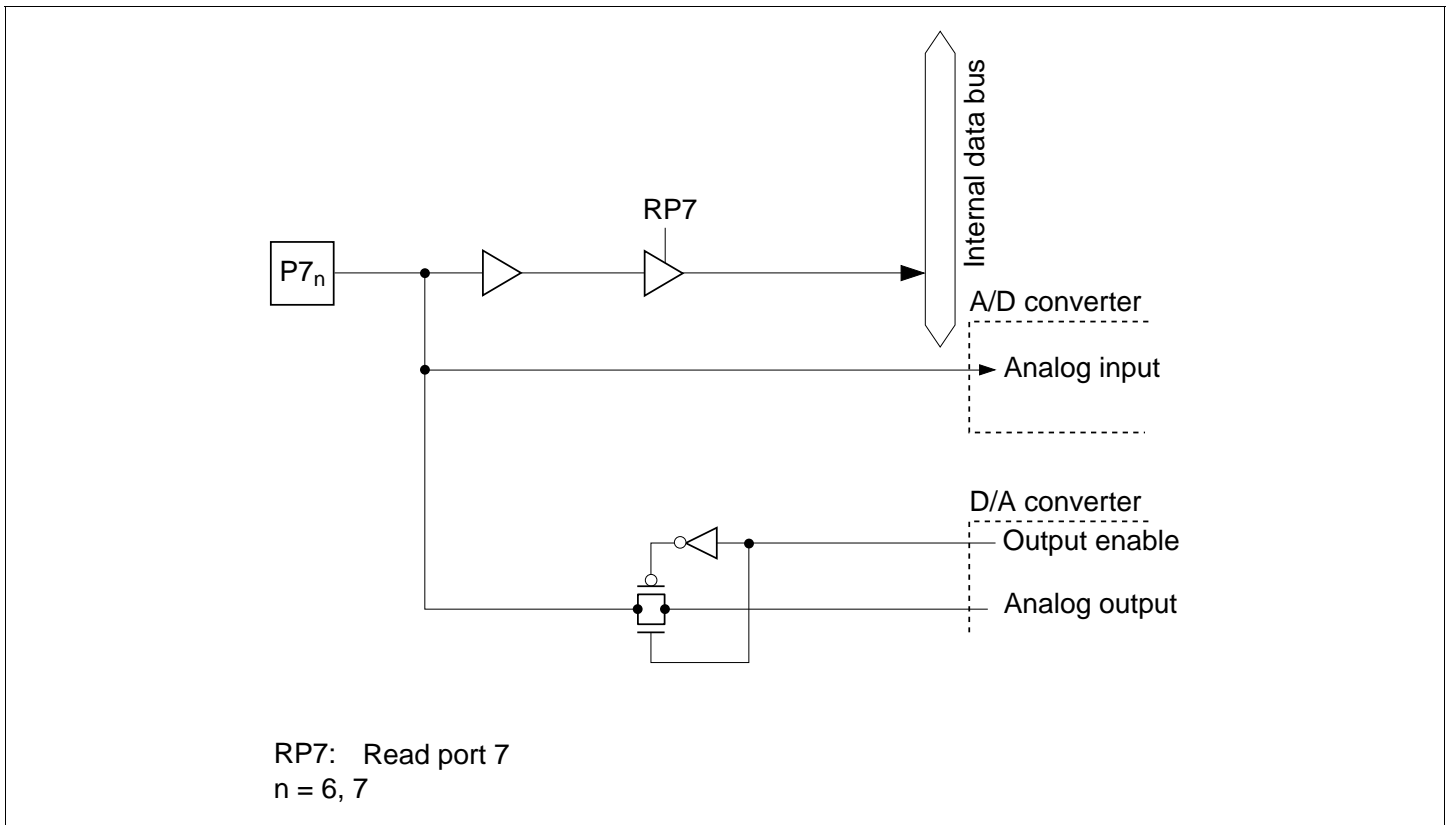 Internal data bus
RP7
P7n
A/D converter
Analog input
D/A converter
Output enable
Analog output
RP7: Read port 7
n = 6, 7